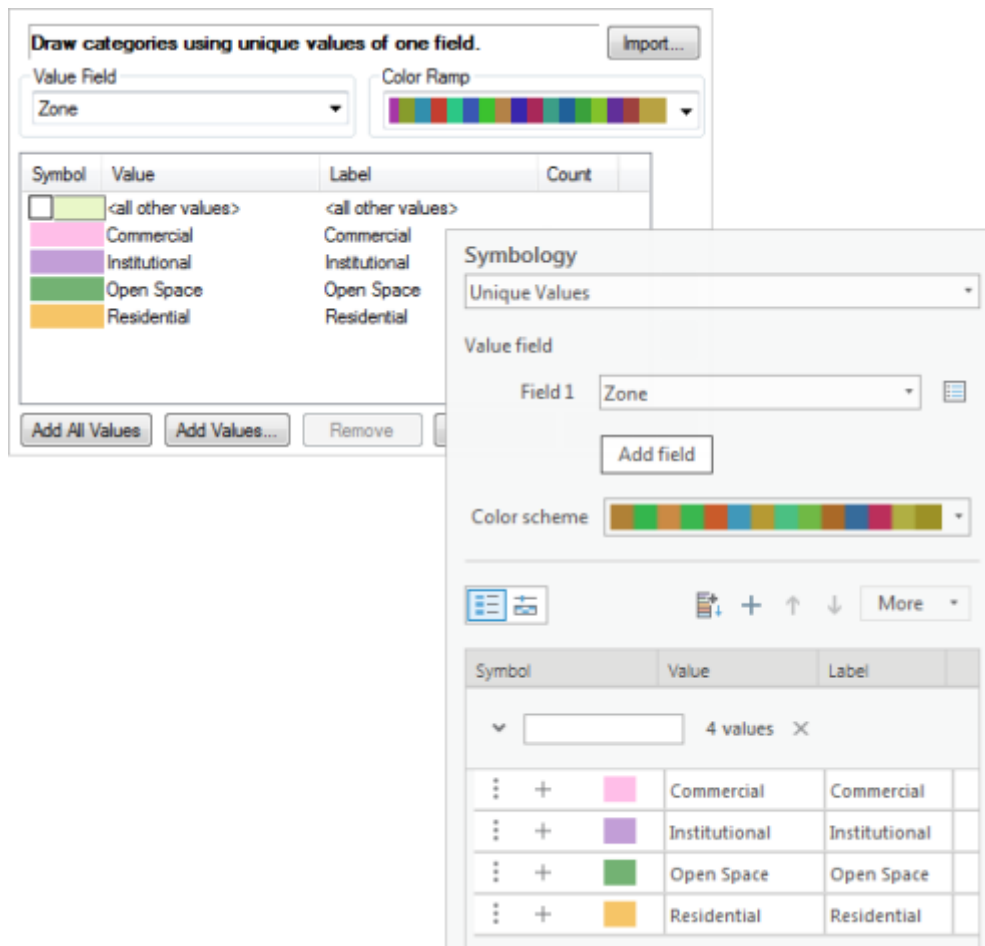 Draw categories using unique values of one field.
Import...
Value Field
Color Ramp
Zone
Symbol Value Label Count
<all other values> <all other values>
Commercial Commercial
Institutional Institutional
Open Space Open Space
Residential Residential
Add All Values Add Values... Remove
Symbology
Unique Values
Value field
Field 1 Zone
Add field
Color scheme
More
Symbol Value Label
4 values
Commercial Commercial
Institutional Institutional
Open Space Open Space
Residential Residential